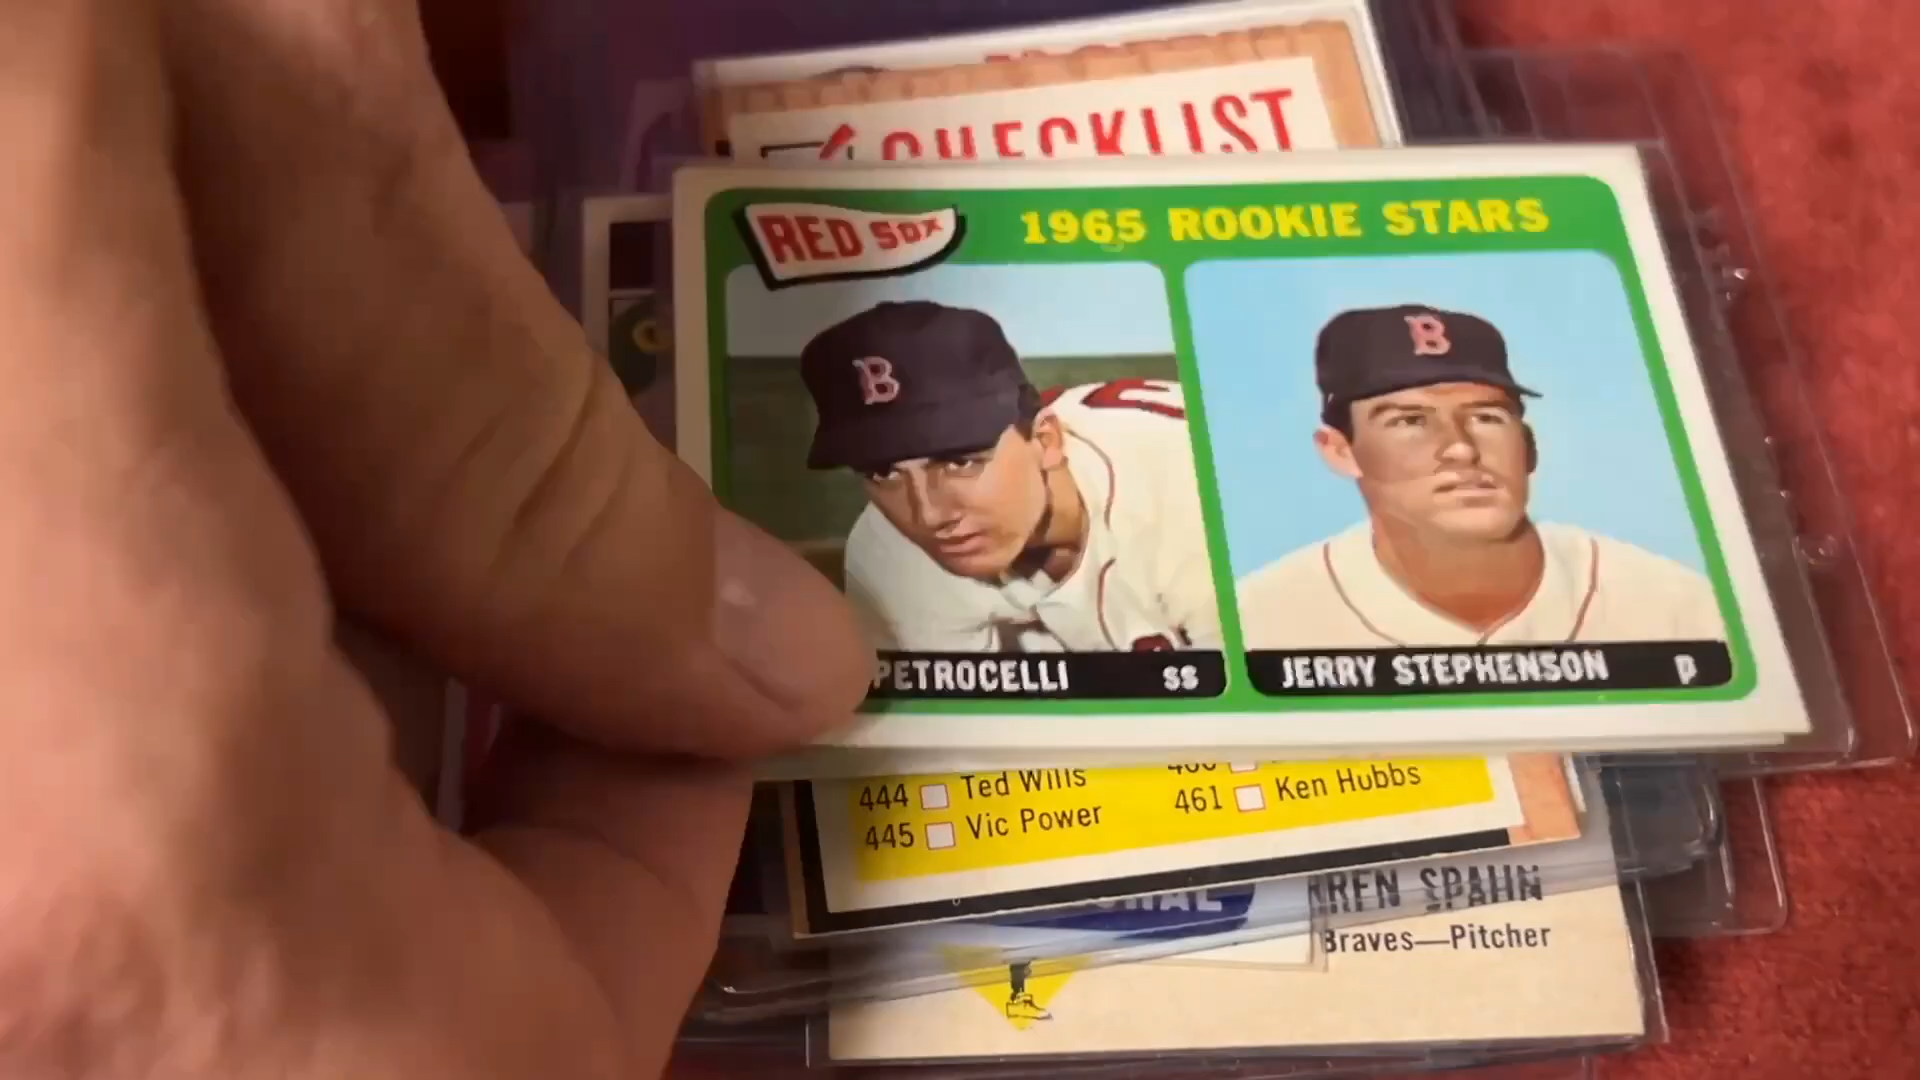 CHECKLIST
RED SOX
1965 ROOKIE STARS
B
B
PETROCELLI SS
JERRY STEPHENSON P
444 Ted Wills
445 Vic Power
461 Ken Hubbs
SPAHN
Braves—Pitcher